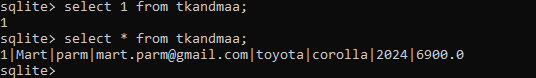 sqlite> select 1 from tkandmaa;
1
sqlite> select * from tkandmaa;
1|Mart|parm|mart.parm@gmail.com|toyota|corolla|2024|6900.0
sqlite>